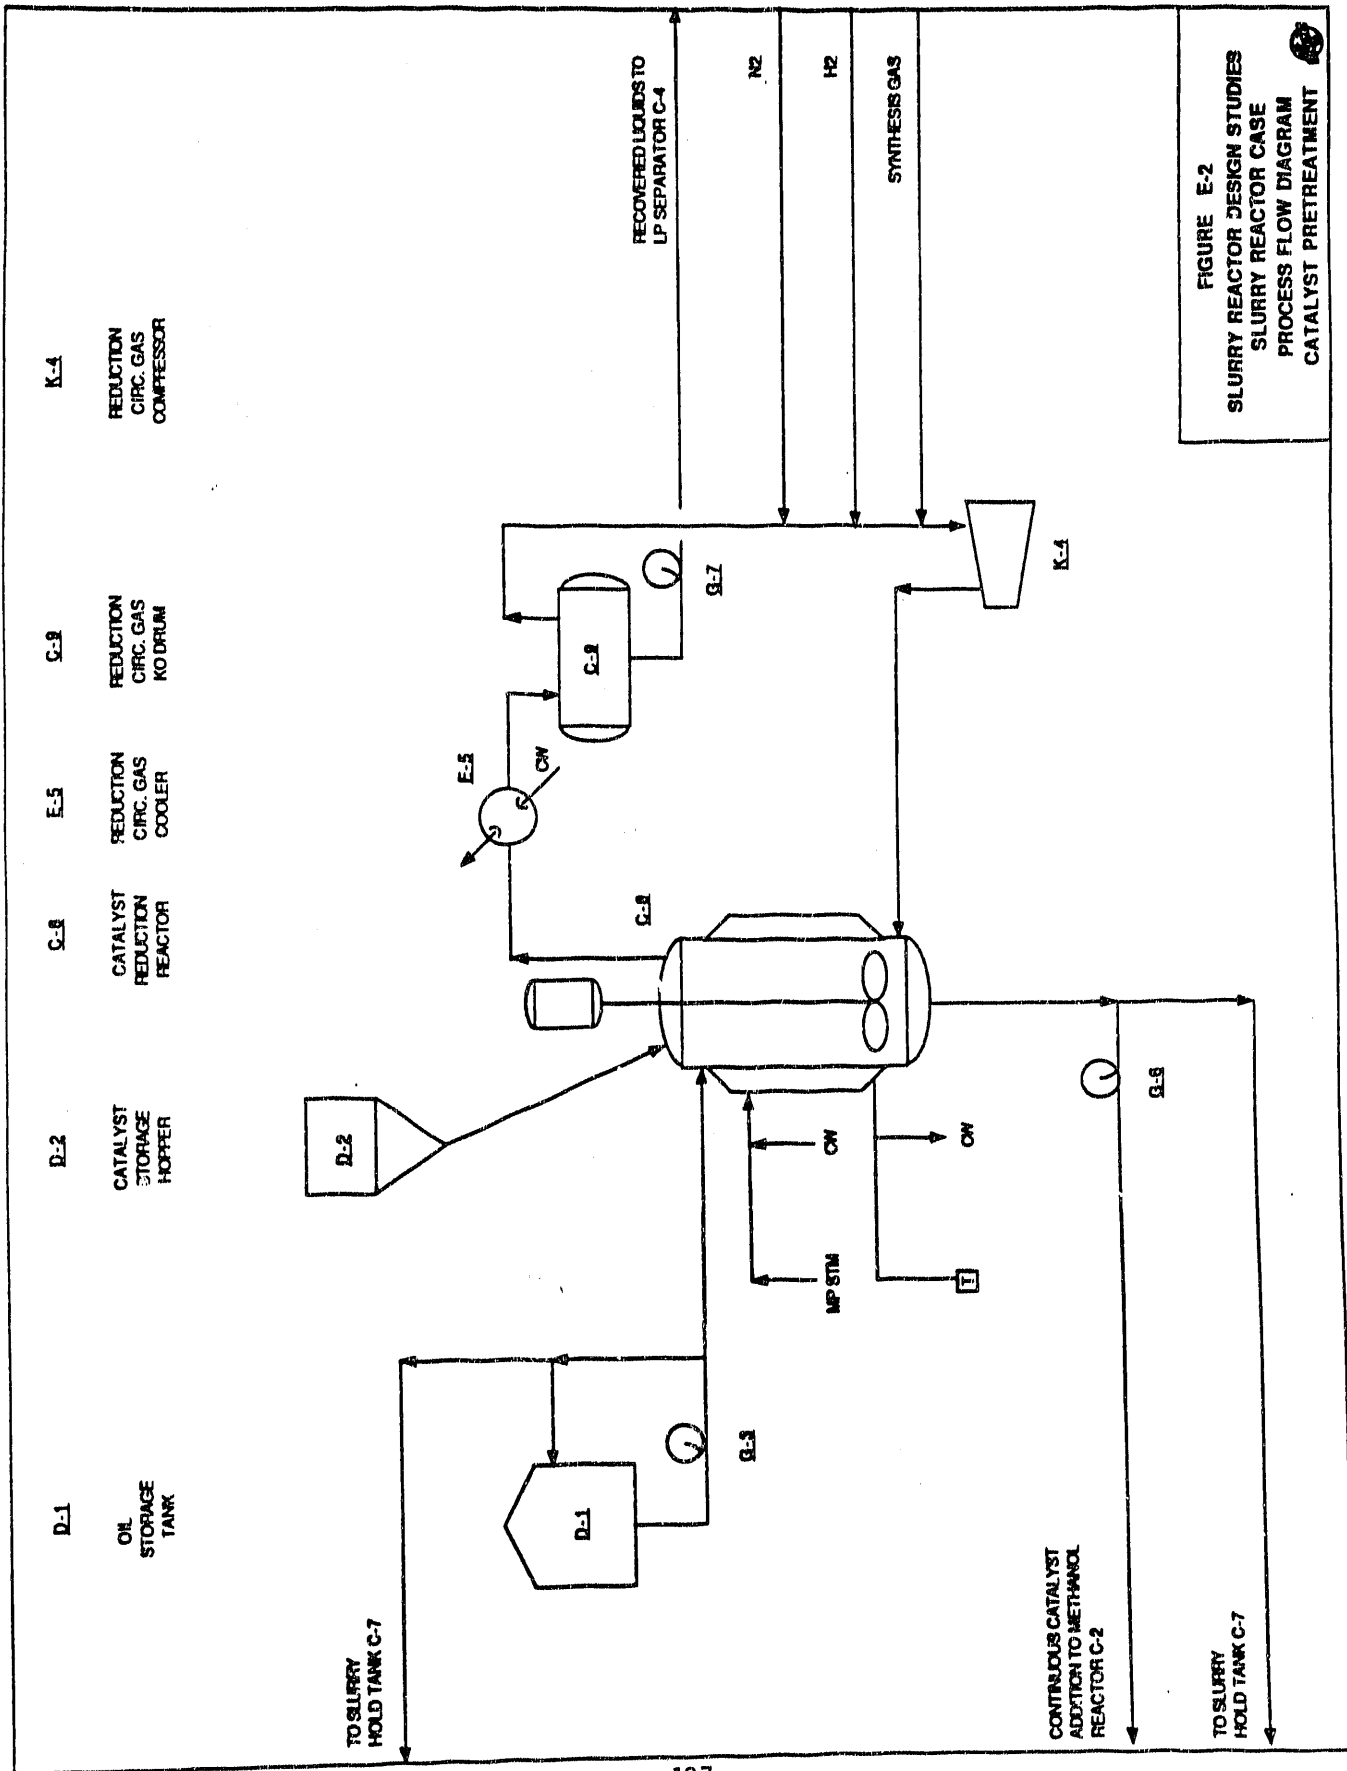 D-1
OIL
STORAGE
TANK
D-2
CATALYST
STORAGE
HOPPER
C-8
CATALYST
REDUCTION
REACTOR
E-5
REDUCTION
CIRC. GAS
COOLER
C-9
REDUCTION
CIRC. GAS
KO DRUM
K-4
REDUCTION
CIRC. GAS
COMPRESSOR
TO SLURRY
HOLD TANK C-7
D-2
E-5
CW
C-9
D-1
C-8
G-7
G-3
RECOVERED LIQUIDS TO
LP SEPARATOR C-4
N2
H2
SYNTHESIS GAS
MP STM
CW
T
CW
K-4
G-6
CONTINUOUS CATALYST
ADDITION TO METHANOL
REACTOR C-2
TO SLURRY
HOLD TANK C-7
FIGURE E-2
SLURRY REACTOR DESIGN STUDIES
SLURRY REACTOR CASE
PROCESS FLOW DIAGRAM
CATALYST PRETREATMENT